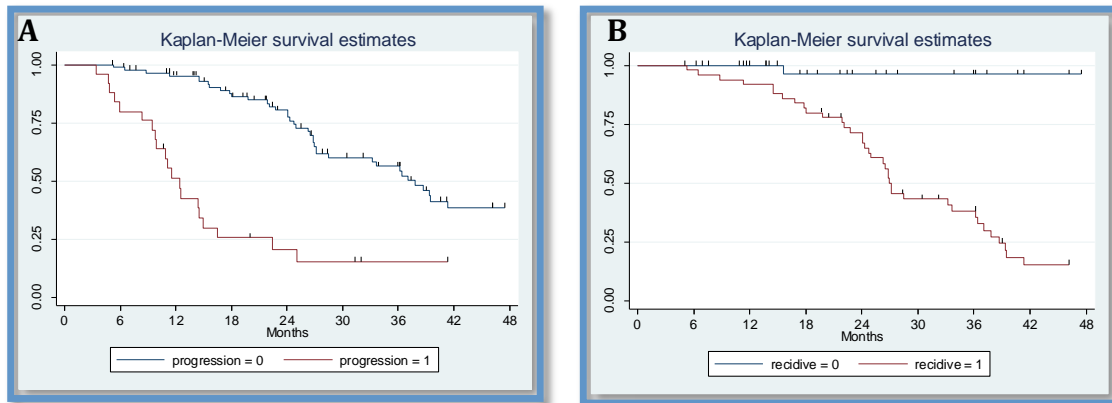 A
Kaplan-Meier survival estimates
1.00
0.75
0.50
0.25
0.00
0 6 12 18 24 30 36 42 48
Months
progression = 0 progression = 1
B
Kaplan-Meier survival estimates
1.00
0.75
0.50
0.25
0.00
0 6 12 18 24 30 36 42 48
Months
recidive = 0 recidive = 1